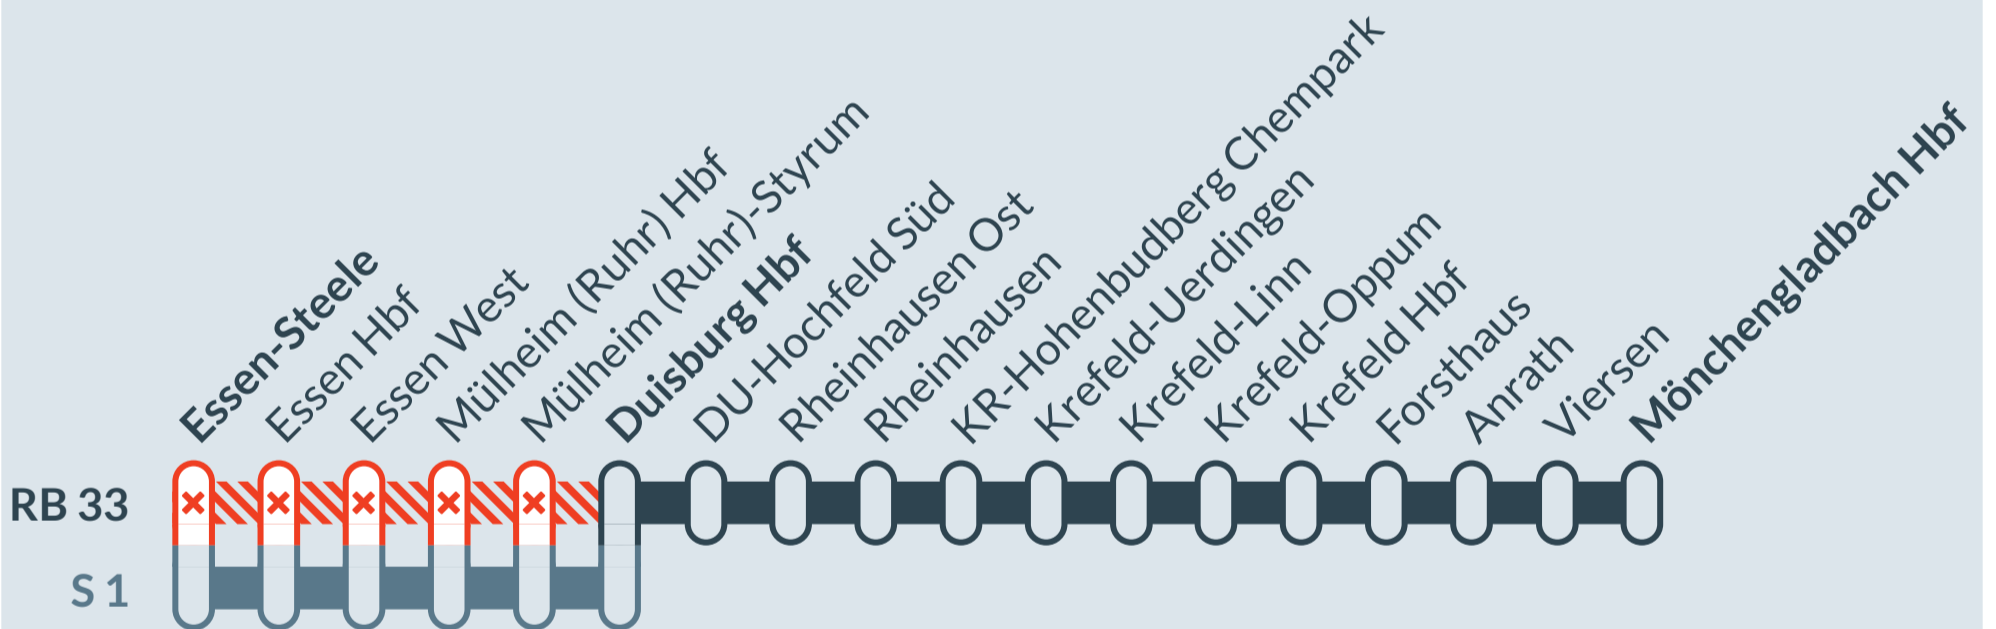 Essen-Steele
Essen Hbf
Essen West
Mülheim (Ruhr) Hbf
Mülheim (Ruhr)-Styrum
Duisburg Hbf
DU-Hochfeld Süd
Rheinhausen Ost
Rheinhausen
KR-Hohenbudberg Chempark
Krefeld-Uerdingen
Krefeld-Linn
Krefeld-Oppum
Krefeld Hbf
Forsthaus
Anrath
Viersen
Mönchengladbach Hbf
RB 33
S 1